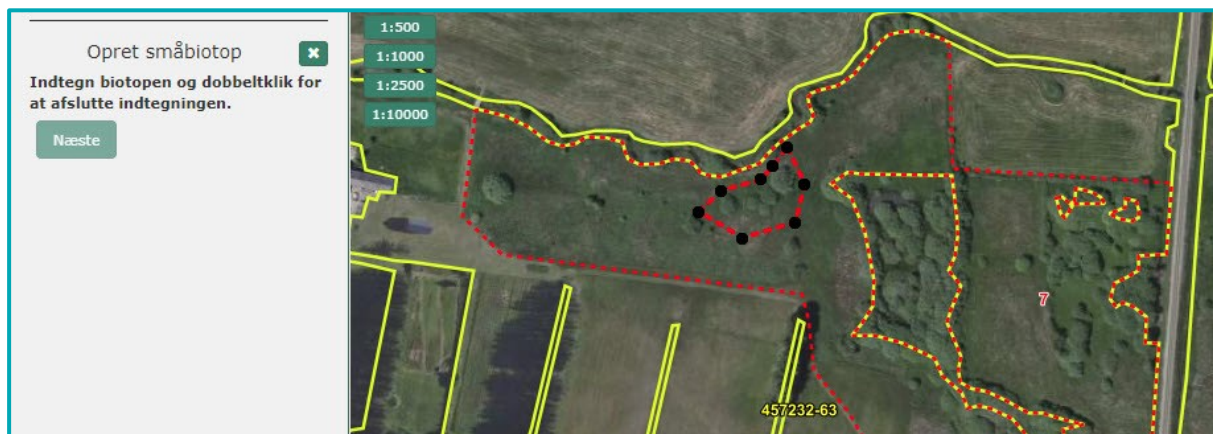 Opret småbiotop
Indtegn biotopen og dobbeltklik for
at afslutte indtegningen.
Næste
1:500
1:1000
1:2500
1:10000
7
457232-63